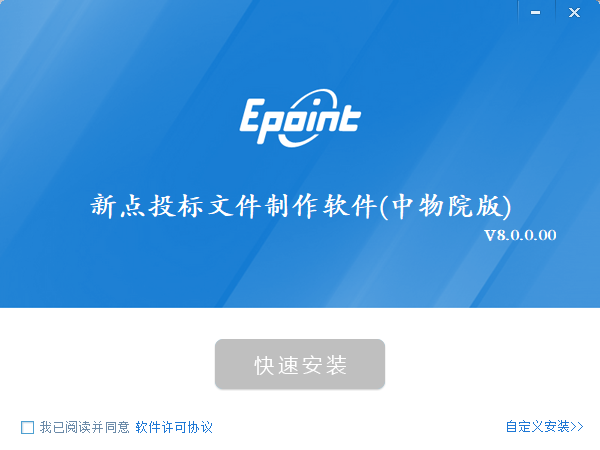 Epoint
新点投标文件制作软件(中物院版)
V8.0.0.00
快速安装
我已阅读并同意 软件许可协议
自定义安装>>